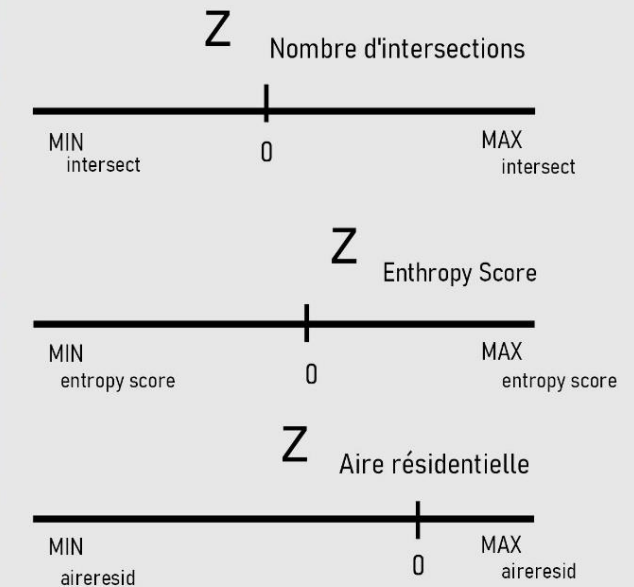 Z Nombre d'intersections
MIN intersect
0
MAX intersect
Z Enthropy Score
MIN entropy score
0
MAX entropy score
Z Aire résidentielle
MIN aireresid
0
MAX aireresid